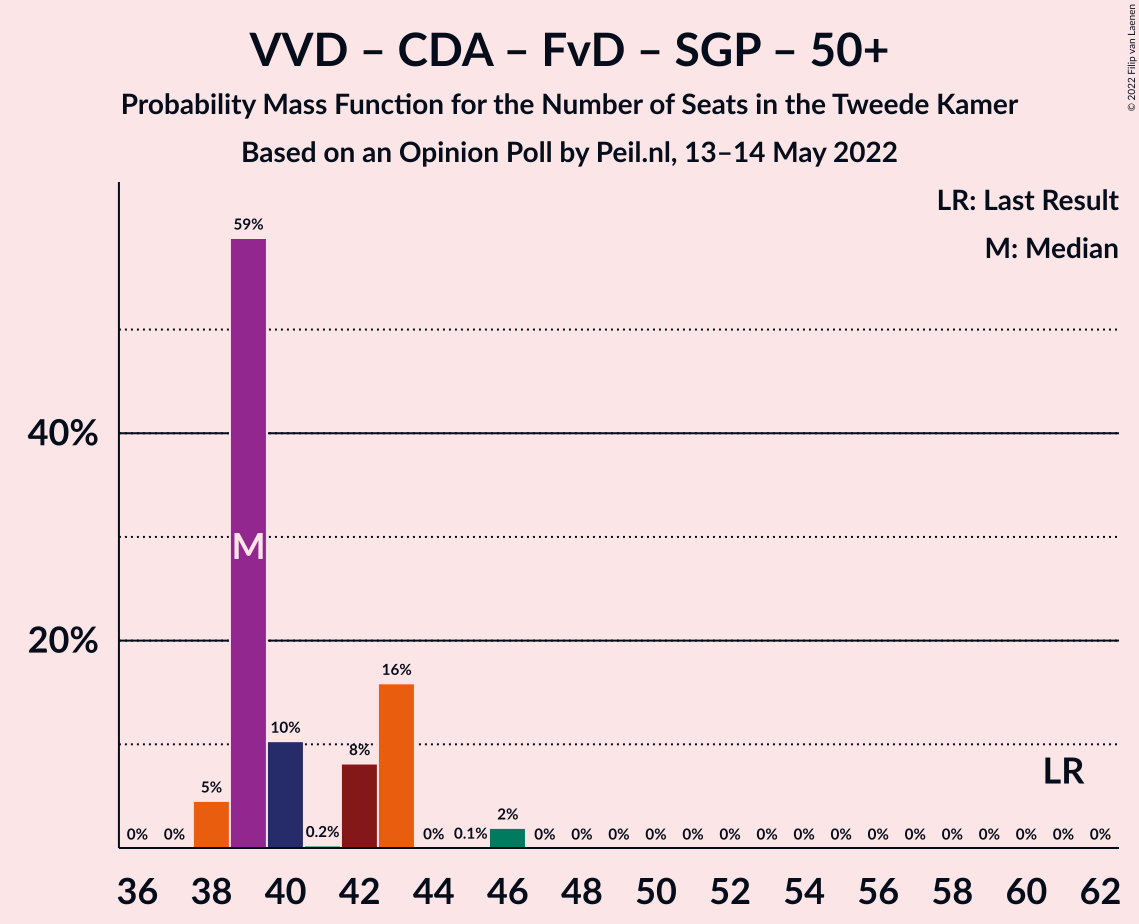 VVD – CDA – FvD – SGP – 50+
Probability Mass Function for the Number of Seats in the Tweede Kamer
Based on an Opinion Poll by Peil.nl, 13–14 May 2022
© 2022 Filip van Laenen
LR: Last Result
M: Median
40%
20%
0% 0% 5% 59% 10% 0.2% 8% 16% 0% 0.1% 2% 0% 0% 0% 0% 0% 0% 0% 0% 0% 0% 0% 0% 0% 0% 0% 0%
M
LR
36 38 40 42 44 46 48 50 52 54 56 58 60 62